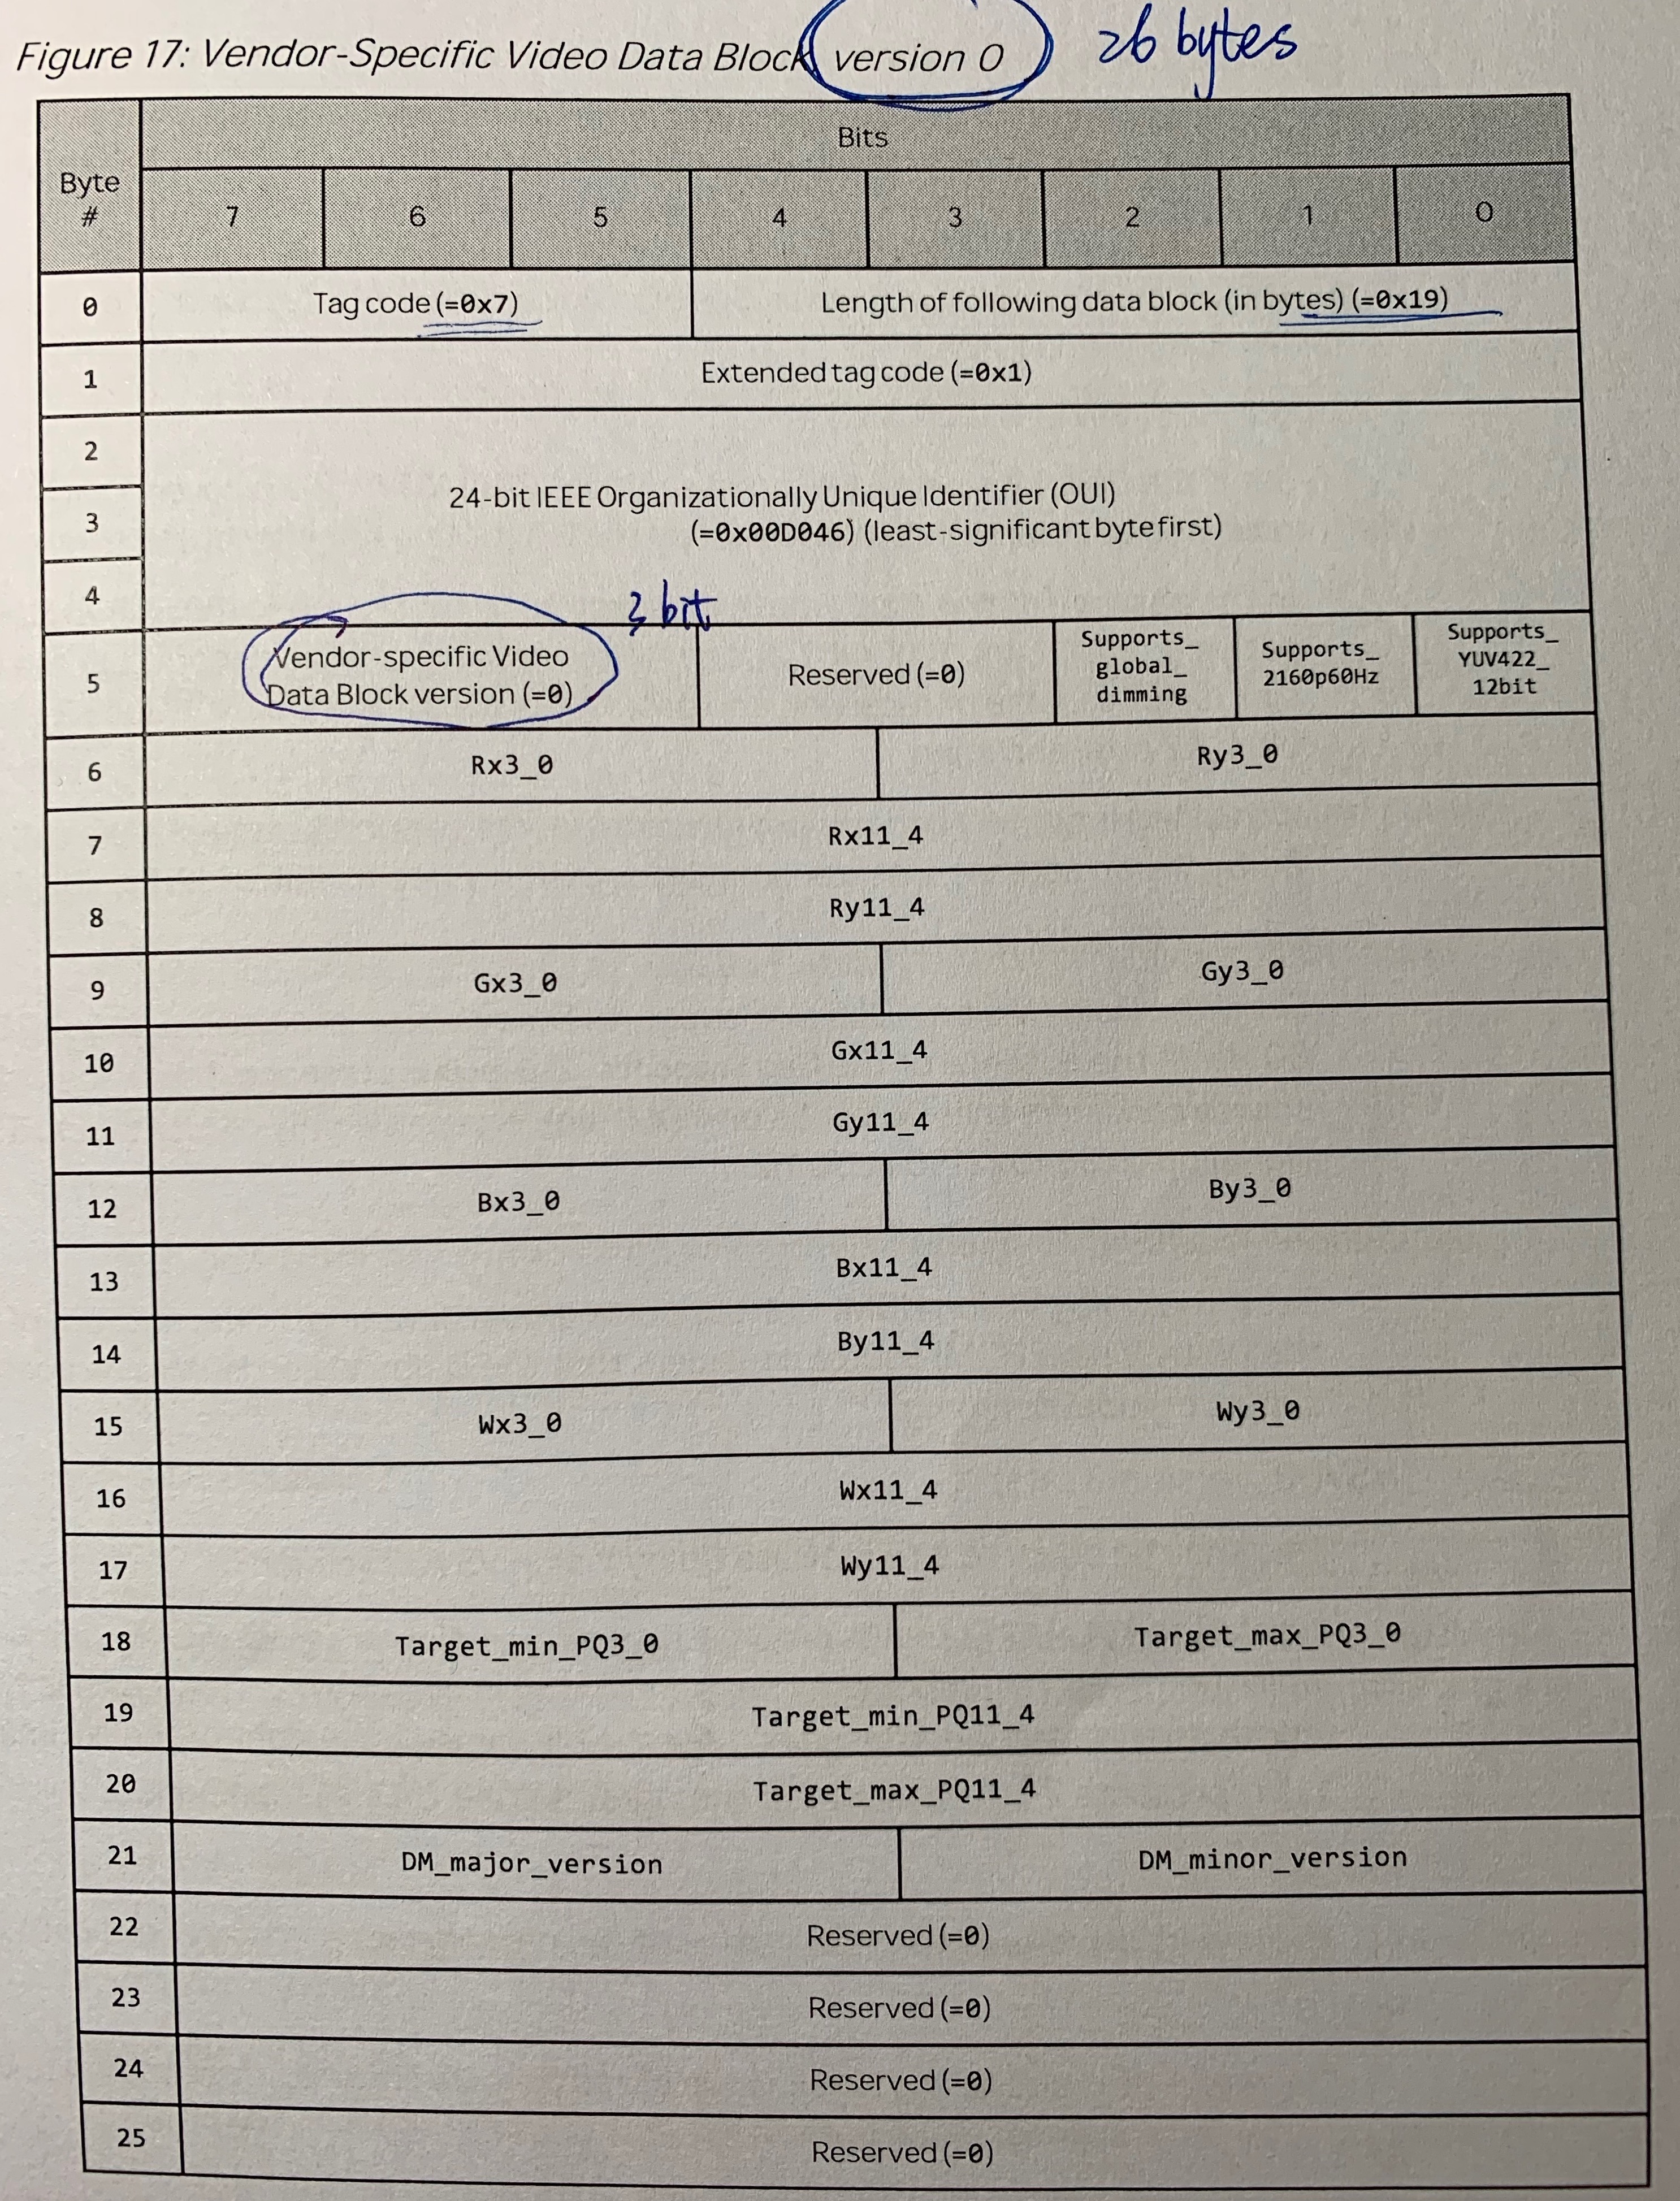 Figure 17: Vendor-Specific Video Data Block, version 0
26 bytes
Byte #
Bits
7 6 5 4 3 2 1 0
0 Tag code (=0x7) Length of following data block (in bytes) (=0x19)
1 Extended tag code (=0x1)
2
3
4
24-bit IEEE Organizationally Unique Identifier (OUI)
(=0x00D046) (least-significant byte first)
3 bit
5 Vendor-specific Video Data Block version (=0) Reserved (=0) Supports_global_dimming Supports_2160p60Hz Supports_YUV422_12bit
6 Rx3_0 Ry3_0
7 Rx11_4
8 Ry11_4
9 Gx3_0 Gy3_0
10 Gx11_4
11 Gy11_4
12 Bx3_0 By3_0
13 Bx11_4
14 By11_4
15 Wx3_0 Wy3_0
16 Wx11_4
17 Wy11_4
18 Target_min_PQ3_0 Target_max_PQ3_0
19 Target_min_PQ11_4
20 Target_max_PQ11_4
21 DM_major_version DM_minor_version
22 Reserved (=0)
23 Reserved (=0)
24 Reserved (=0)
25 Reserved (=0)